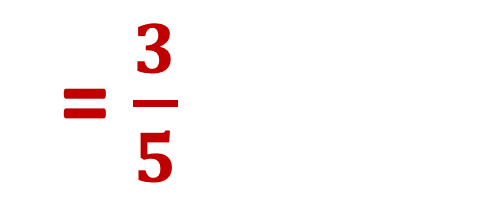 = 3/5